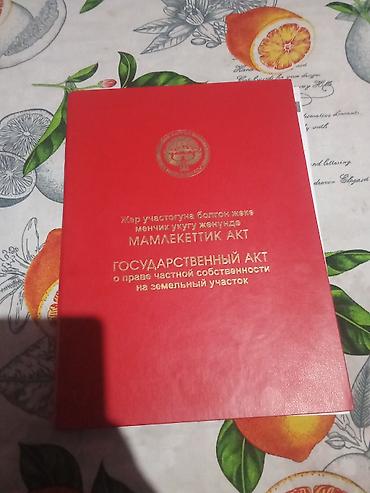 Жер участогуна болгон жеке
менчик укугу жөнүндө
МАМЛЕКЕТТИК АКТ
ГОСУДАРСТВЕННЫЙ АКТ
о праве частной собственности
на земельный участок